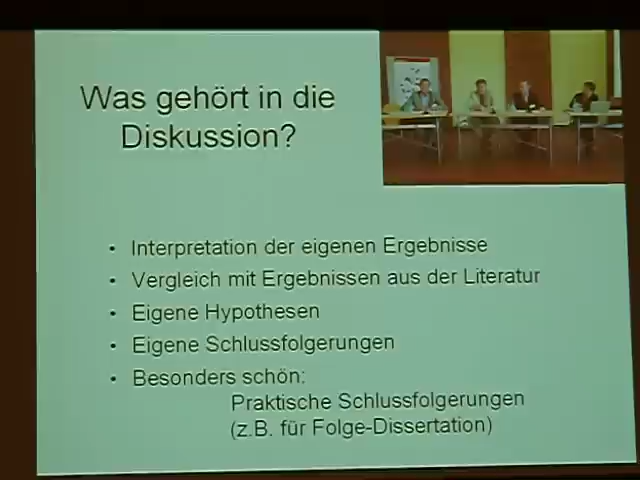 Was gehört in die
Diskussion?
• Interpretation der eigenen Ergebnisse
• Vergleich mit Ergebnissen aus der Literatur
• Eigene Hypothesen
• Eigene Schlussfolgerungen
• Besonders schön:
Praktische Schlussfolgerungen
(z.B. für Folge-Dissertation)